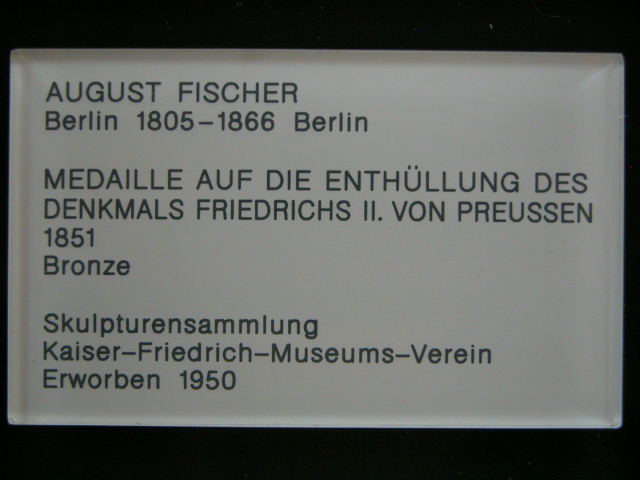 AUGUST FISCHER
Berlin 1805–1866 Berlin
MEDAILLE AUF DIE ENTHÜLLUNG DES
DENKMALS FRIEDRICHS II. VON PREUSSEN
1851
Bronze
Skulpturensammlung
Kaiser–Friedrich–Museums–Verein
Erworben 1950